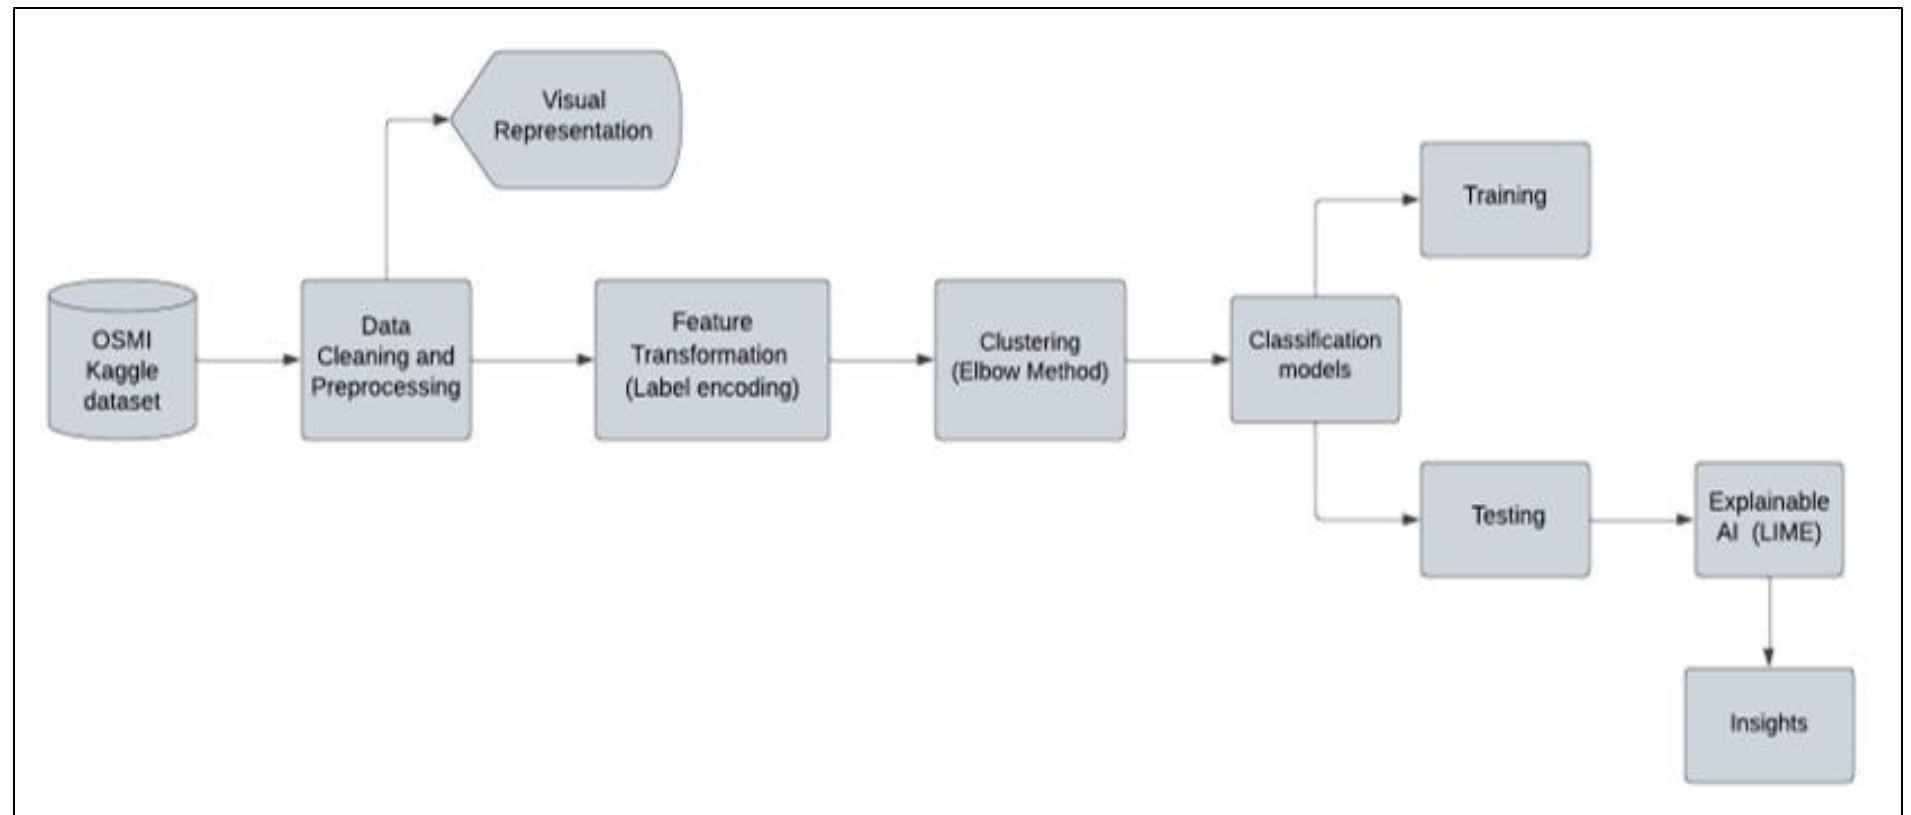 Visual
Representation
Training
OSMI
Kaggle
dataset
Data
Cleaning and
Preprocessing
Feature
Transformation
(Label encoding)
Clustering
(Elbow Method)
Classification
models
Testing
Explainable
AI (LIME)
Insights